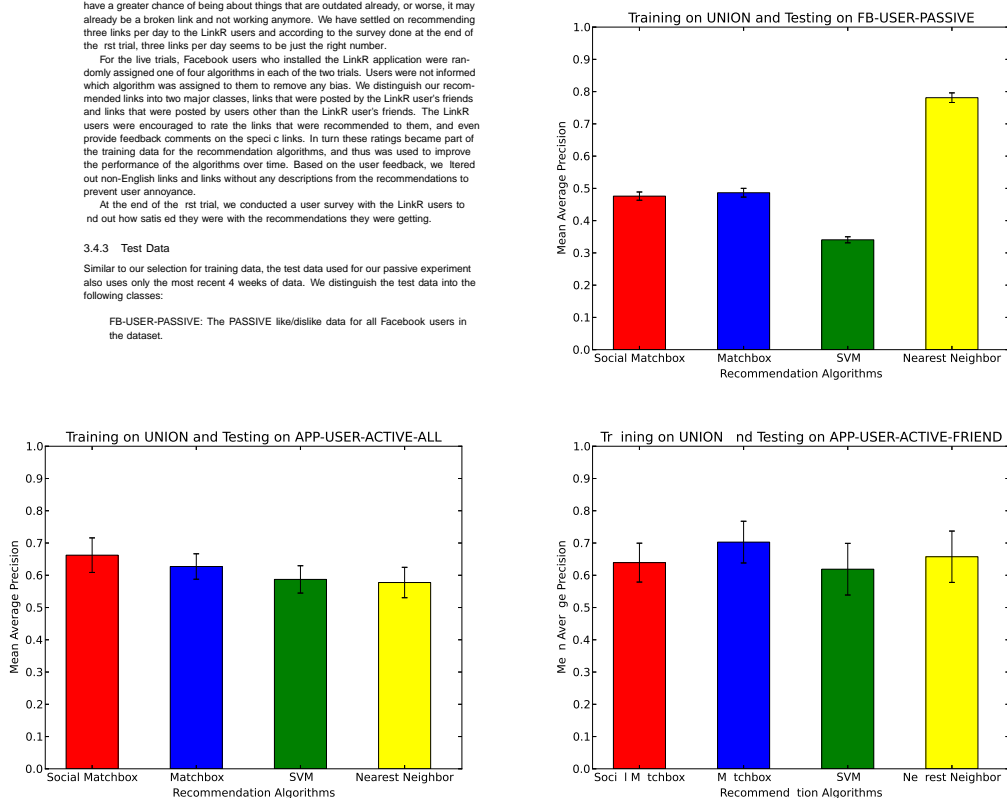 have a greater chance of being about things that are outdated already, or worse, it may
already be a broken link and not working anymore. We have settled on recommending
three links per day to the LinkR users and according to the survey done at the end of
the rst trial, three links per day seems to be just the right number.
For the live trials, Facebook users who installed the LinkR application were ran-
domly assigned one of four algorithms in each of the two trials. Users were not informed
which algorithm was assigned to them to remove any bias. We distinguish our recom-
mended links into two major classes, links that were posted by the LinkR user's friends
and links that were posted by users other than the LinkR user's friends. The LinkR
users were encouraged to rate the links that were recommended to them, and even
provide feedback comments on the speci c links. In turn these ratings became part of
the training data for the recommendation algorithms, and thus was used to improve
the performance of the algorithms over time. Based on the user feedback, we ltered
out non-English links and links without any descriptions from the recommendations to
prevent user annoyance.
At the end of the rst trial, we conducted a user survey with the LinkR users to
nd out how satis ed they were with the recommendations they were getting.
3.4.3 Test Data
Similar to our selection for training data, the test data used for our passive experiment
also uses only the most recent 4 weeks of data. We distinguish the test data into the
following classes:
FB-USER-PASSIVE: The PASSIVE like/dislike data for all Facebook users in
the dataset.
Training on UNION and Testing on FB-USER-PASSIVE
1.0
0.9
0.8
0.7
0.6
0.5
0.4
0.3
0.2
0.1
0.0
Mean Average Precision
Social Matchbox Matchbox SVM Nearest Neighbor
Recommendation Algorithms
Training on UNION and Testing on APP-USER-ACTIVE-ALL
1.0
0.9
0.8
0.7
0.6
0.5
0.4
0.3
0.2
0.1
0.0
Mean Average Precision
Social Matchbox Matchbox SVM Nearest Neighbor
Recommendation Algorithms
Tr ining on UNION nd Testing on APP-USER-ACTIVE-FRIEND
1.0
0.9
0.8
0.7
0.6
0.5
0.4
0.3
0.2
0.1
0.0
Me n Aver ge Precision
Soci l M tchbox M tchbox SVM Ne rest Neighbor
Recommend tion Algorithms